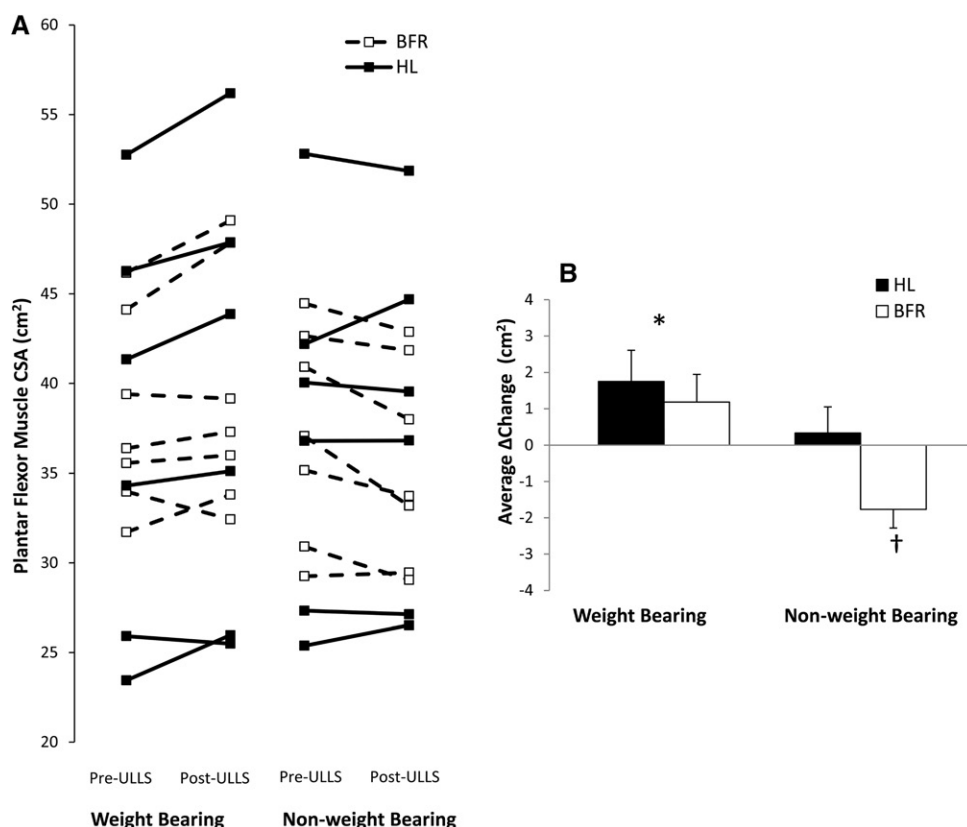 A
60
55
50
45
40
35
30
25
20
Plantar Flexor Muscle CSA (cm²)
BFR
HL
Pre-ULLS Post-ULLS Pre-ULLS Post-ULLS
Weight Bearing Non-weight Bearing
B
HL
BFR
4
3
2
1
0
-1
-2
-3
-4
Average ΔChange (cm²)
*
†
Weight Bearing Non-weight Bearing